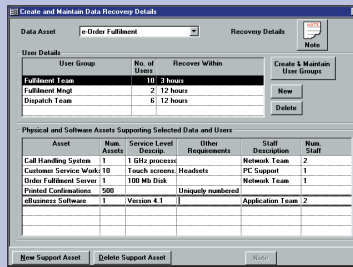 Create and Maintain Data Recovery Details
Data Asset e-Order Fulfilment Recovery Details
Note
User Details
User Group No. of Users Recover Within
Fulfilment Team 10 3 hours
Fulfilment Mngt 2 12 hours
Dispatch Team 6 12 hours
Create & Maintain User Groups
New
Delete
Physical and Software Assets Supporting Selected Data and Users
Asset Num. Assets Service Level Descrip. Other Requirements Staff Description Num. Staff
Call Handling System 1 1 GHz processo Network Team 2
Customer Service Works 10 Touch screens. Headsets PC Support 1
Order Fulfilment Server 1 100 Mb Disk Network Team 1
Printed Confirmations 500 Uniquely numbered
eBusiness Software 1 Version 4.1 Application Team 2
New Support Asset Delete Support Asset Note